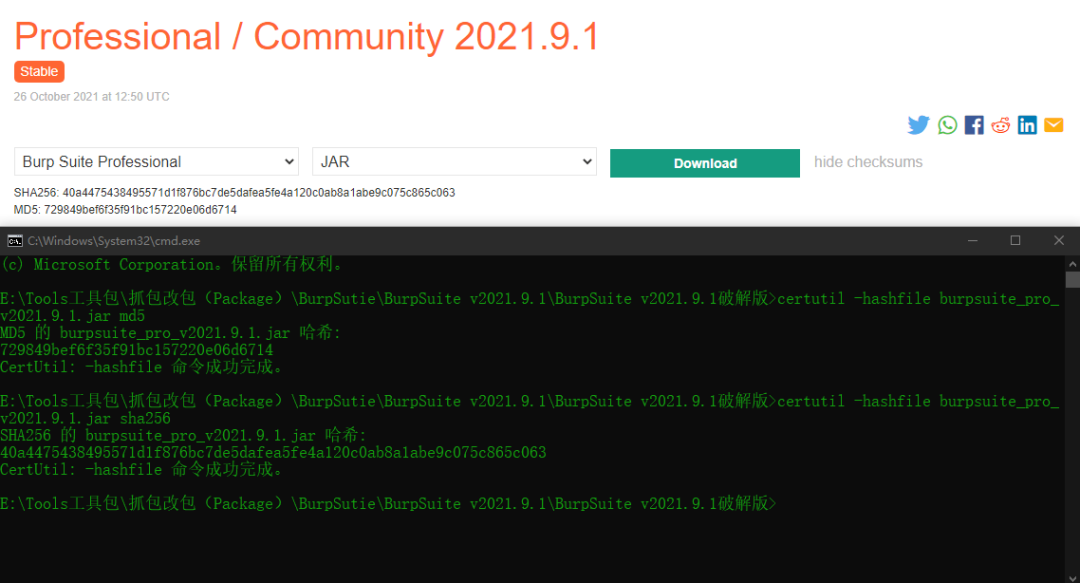 Professional / Community 2021.9.1
Stable
26 October 2021 at 12:50 UTC
Burp Suite Professional
JAR
Download
hide checksums
SHA256: 40a4475438495571d1f876bc7de5dafea5fe4a120c0ab8a1abe9c075c865c063
MD5: 729849bef6f35f91bc157220e06d6714
C:\Windows\System32\cmd.exe
(c) Microsoft Corporation。保留所有权利。
E:\Tools工具包\抓包改包（Package）\BurpSutie\BurpSuite v2021.9.1\BurpSuite v2021.9.1破解版>certutil -hashfile burpsuite_pro_
v2021.9.1.jar md5
MD5 的 burpsuite_pro_v2021.9.1.jar 哈希:
729849bef6f35f91bc157220e06d6714
CertUtil: -hashfile 命令成功完成。
E:\Tools工具包\抓包改包（Package）\BurpSutie\BurpSuite v2021.9.1\BurpSuite v2021.9.1破解版>certutil -hashfile burpsuite_pro_
v2021.9.1.jar sha256
SHA256 的 burpsuite_pro_v2021.9.1.jar 哈希:
40a4475438495571d1f876bc7de5dafea5fe4a120c0ab8a1abe9c075c865c063
CertUtil: -hashfile 命令成功完成。
E:\Tools工具包\抓包改包（Package）\BurpSutie\BurpSuite v2021.9.1\BurpSuite v2021.9.1破解版>